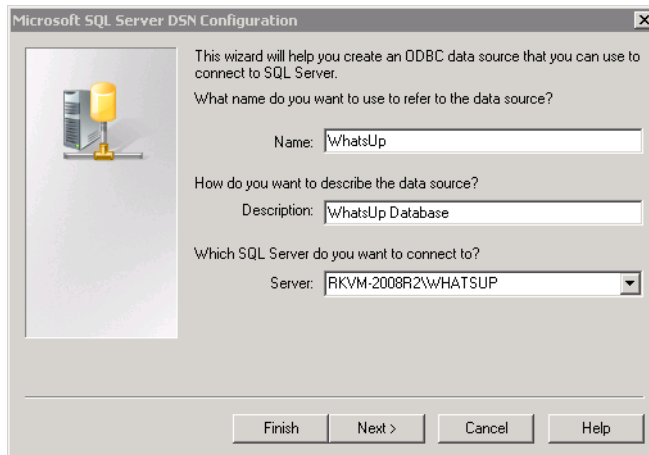 Microsoft SQL Server DSN Configuration
This wizard will help you create an ODBC data source that you can use to
connect to SQL Server.
What name do you want to use to refer to the data source?
Name: WhatsUp
How do you want to describe the data source?
Description: WhatsUp Database
Which SQL Server do you want to connect to?
Server: RKVM-2008R2\WHATSUP
Finish Next > Cancel Help